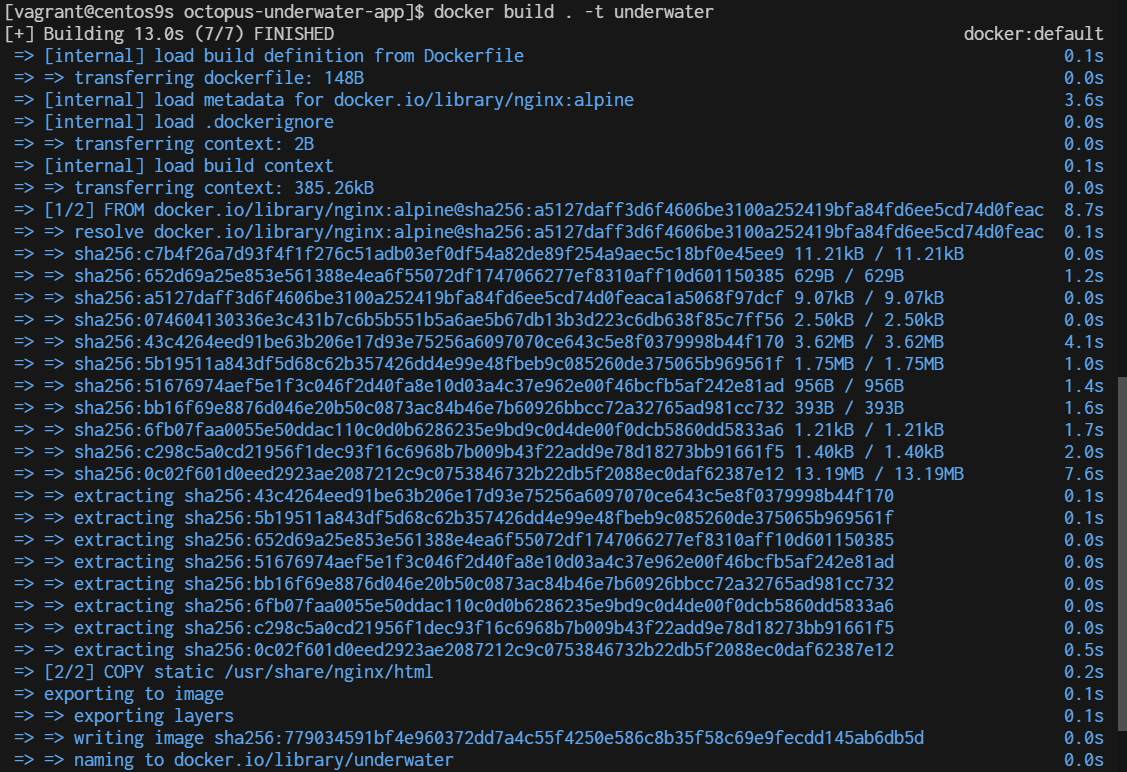 [vagrant@centos9s octopus-underwater-app]$ docker build . -t underwater
[+] Building 13.0s (7/7) FINISHED docker:default
=> [internal] load build definition from Dockerfile 0.1s
=> => transferring dockerfile: 148B 0.0s
=> [internal] load metadata for docker.io/library/nginx:alpine 3.6s
=> [internal] load .dockerignore 0.0s
=> => transferring context: 2B 0.0s
=> [internal] load build context 0.1s
=> => transferring context: 385.26kB 0.0s
=> [1/2] FROM docker.io/library/nginx:alpine@sha256:a5127daff3d6f4606be3100a252419bfa84fd6ee5cd74d0feac 8.7s
=> => resolve docker.io/library/nginx:alpine@sha256:a5127daff3d6f4606be3100a252419bfa84fd6ee5cd74d0feac 0.1s
=> => sha256:c7b4f26a7d93f4f1f276c51adb03ef0df54a82de89f254a9aec5c18bf0e45ee9 11.21kB / 11.21kB 0.0s
=> => sha256:652d69a25e853e561388e4ea6f55072df1747066277ef8310aff10d601150385 629B / 629B 1.2s
=> => sha256:a5127daff3d6f4606be3100a252419bfa84fd6ee5cd74d0feaca1a5068f97dcf 9.07kB / 9.07kB 0.0s
=> => sha256:074604130336e3c431b7c6b5b551b5a6ae5b67db13b3d223c6db638f85c7ff56 2.50kB / 2.50kB 0.0s
=> => sha256:43c4264eed91be63b206e17d93e75256a6097070ce643c5e8f0379998b44f170 3.62MB / 3.62MB 4.1s
=> => sha256:5b19511a843df5d68c62b357426dd4e99e48fbeb9c085260de375065b969561f 1.75MB / 1.75MB 1.0s
=> => sha256:51676974aef5e1f3c046f2d40fa8e10d03a4c37e962e00f46bcfb5af242e81ad 956B / 956B 1.4s
=> => sha256:bb16f69e8876d046e20b50c0873ac84b46e7b60926bbcc72a32765ad981cc732 393B / 393B 1.6s
=> => sha256:6fb07faa0055e50ddac110c0d0b6286235e9bd9c0d4de00f0dcb5860dd5833a6 1.21kB / 1.21kB 1.7s
=> => sha256:c298c5a0cd21956f1dec93f16c6968b7b009b43f22add9e78d18273bb91661f5 1.40kB / 1.40kB 2.0s
=> => sha256:0c02f601d0eed2923ae2087212c9c0753846732b22db5f2088ec0daf62387e12 13.19MB / 13.19MB 7.6s
=> => extracting sha256:43c4264eed91be63b206e17d93e75256a6097070ce643c5e8f0379998b44f170 0.1s
=> => extracting sha256:5b19511a843df5d68c62b357426dd4e99e48fbeb9c085260de375065b969561f 0.1s
=> => extracting sha256:652d69a25e853e561388e4ea6f55072df1747066277ef8310aff10d601150385 0.0s
=> => extracting sha256:51676974aef5e1f3c046f2d40fa8e10d03a4c37e962e00f46bcfb5af242e81ad 0.0s
=> => extracting sha256:bb16f69e8876d046e20b50c0873ac84b46e7b60926bbcc72a32765ad981cc732 0.0s
=> => extracting sha256:6fb07faa0055e50ddac110c0d0b6286235e9bd9c0d4de00f0dcb5860dd5833a6 0.0s
=> => extracting sha256:c298c5a0cd21956f1dec93f16c6968b7b009b43f22add9e78d18273bb91661f5 0.0s
=> => extracting sha256:0c02f601d0eed2923ae2087212c9c0753846732b22db5f2088ec0daf62387e12 0.5s
=> [2/2] COPY static /usr/share/nginx/html 0.2s
=> exporting to image 0.1s
=> => exporting layers 0.1s
=> => writing image sha256:779034591bf4e960372dd7a4c55f4250e586c8b35f58c69e9fecdd145ab6db5d 0.0s
=> => naming to docker.io/library/underwater 0.0s